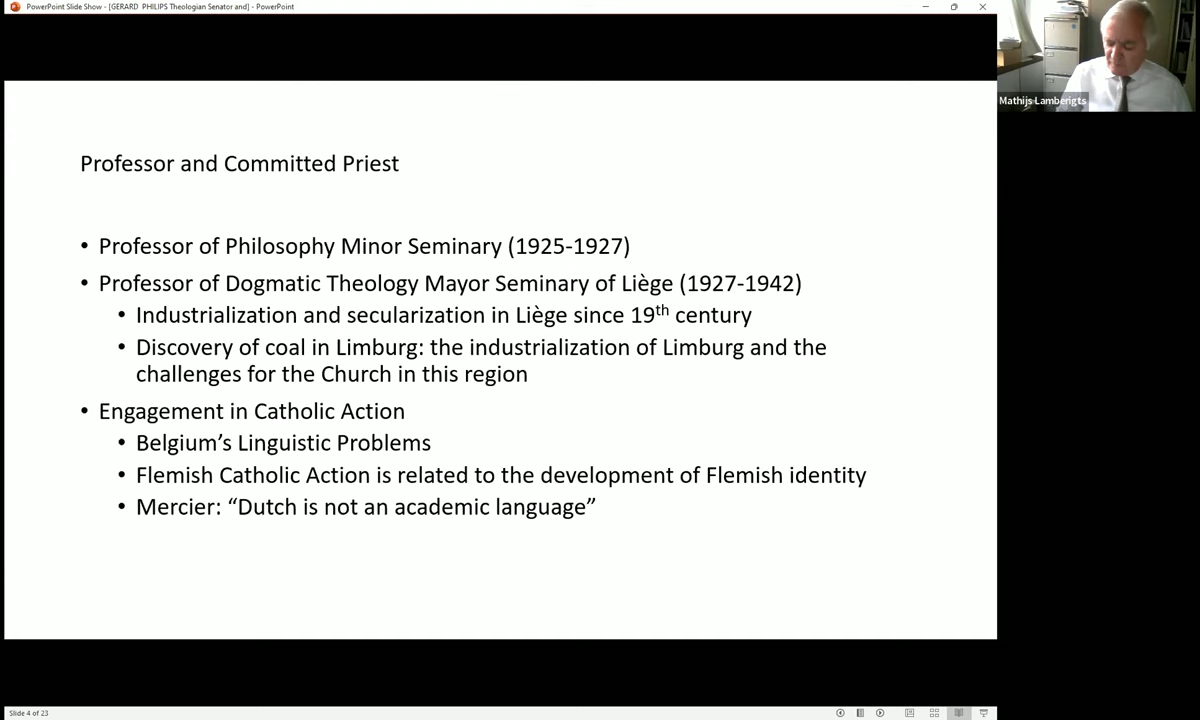 PowerPoint Slide Show - [GERARD PHILIPS Theologian Senator and] - PowerPoint
Mathijs Lamberigts
Professor and Committed Priest
• Professor of Philosophy Minor Seminary (1925-1927)
• Professor of Dogmatic Theology Mayor Seminary of Liège (1927-1942)
• Industrialization and secularization in Liège since 19th century
• Discovery of coal in Limburg: the industrialization of Limburg and the
challenges for the Church in this region
• Engagement in Catholic Action
• Belgium’s Linguistic Problems
• Flemish Catholic Action is related to the development of Flemish identity
• Mercier: “Dutch is not an academic language”
Slide 4 of 23